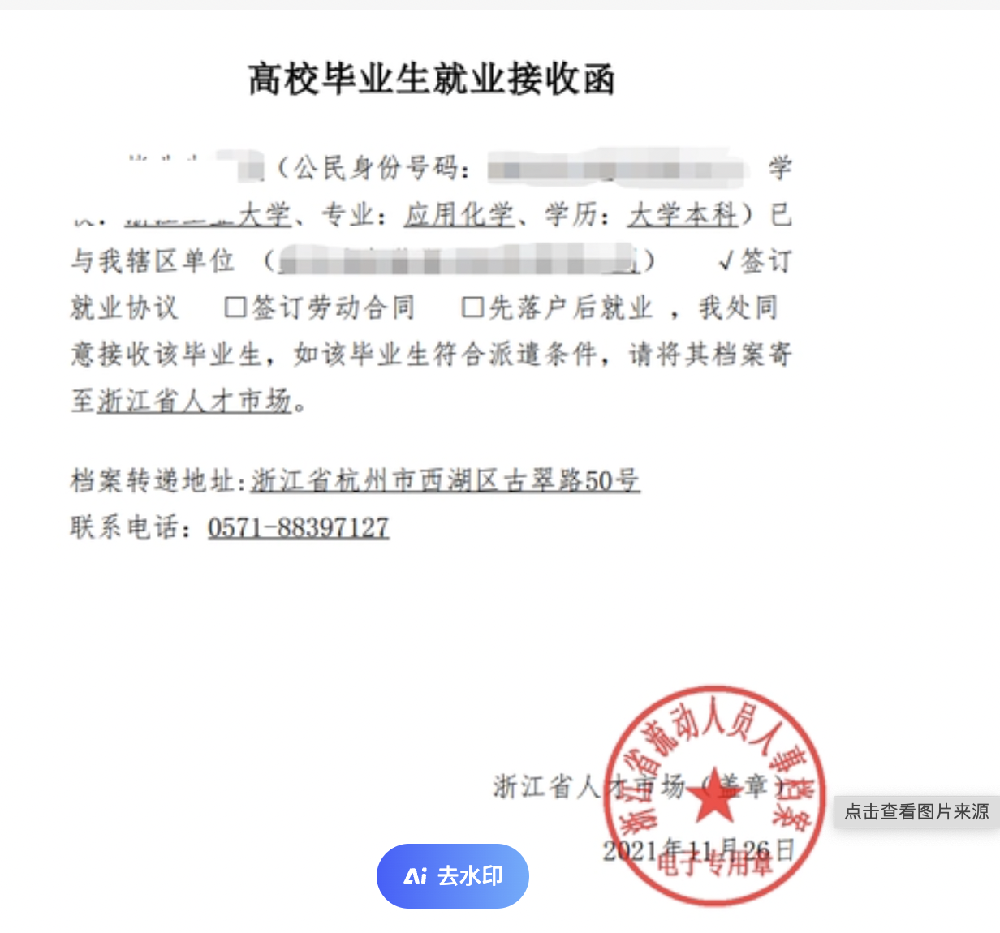 高校毕业生就业接收函
（公民身份号码： 学
大学、专业：应用化学、学历：大学本科）已
与我辖区单位 （ ） √签订
就业协议 □签订劳动合同 □先落户后就业 ，我处同
意接收该毕业生，如该毕业生符合派遣条件，请将其档案寄
至浙江省人才市场。
档案转递地址:浙江省杭州市西湖区古翠路50号
联系电话：0571-88397127
浙江省人才市场（盖章）
2021年11月26日
浙江省流动人员人事档案
电子专用章
点击查看图片来源
Ai 去水印